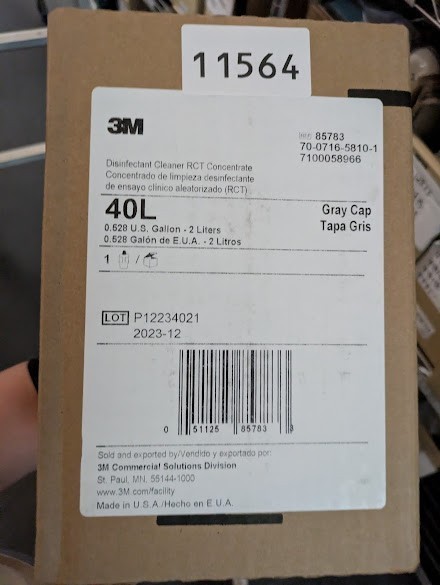 11564
3M
REF 85783
70-0716-5810-1
7100058966
Disinfectant Cleaner RCT Concentrate
Concentrado de limpieza desinfectante
de ensayo clínico aleatorizado (RCT)
40L
Gray Cap
Tapa Gris
0.528 U.S. Gallon - 2 Liters
0.528 Galón de E.U.A. - 2 Litros
1 /
LOT P12234021
2023-12
0 51125 85783 3
Sold and exported by/Vendido y exportado por:
3M Commercial Solutions Division
St. Paul, MN. 55144-1000
www.3M.com/facility
Made in U.S.A./Hecho en E.U.A.